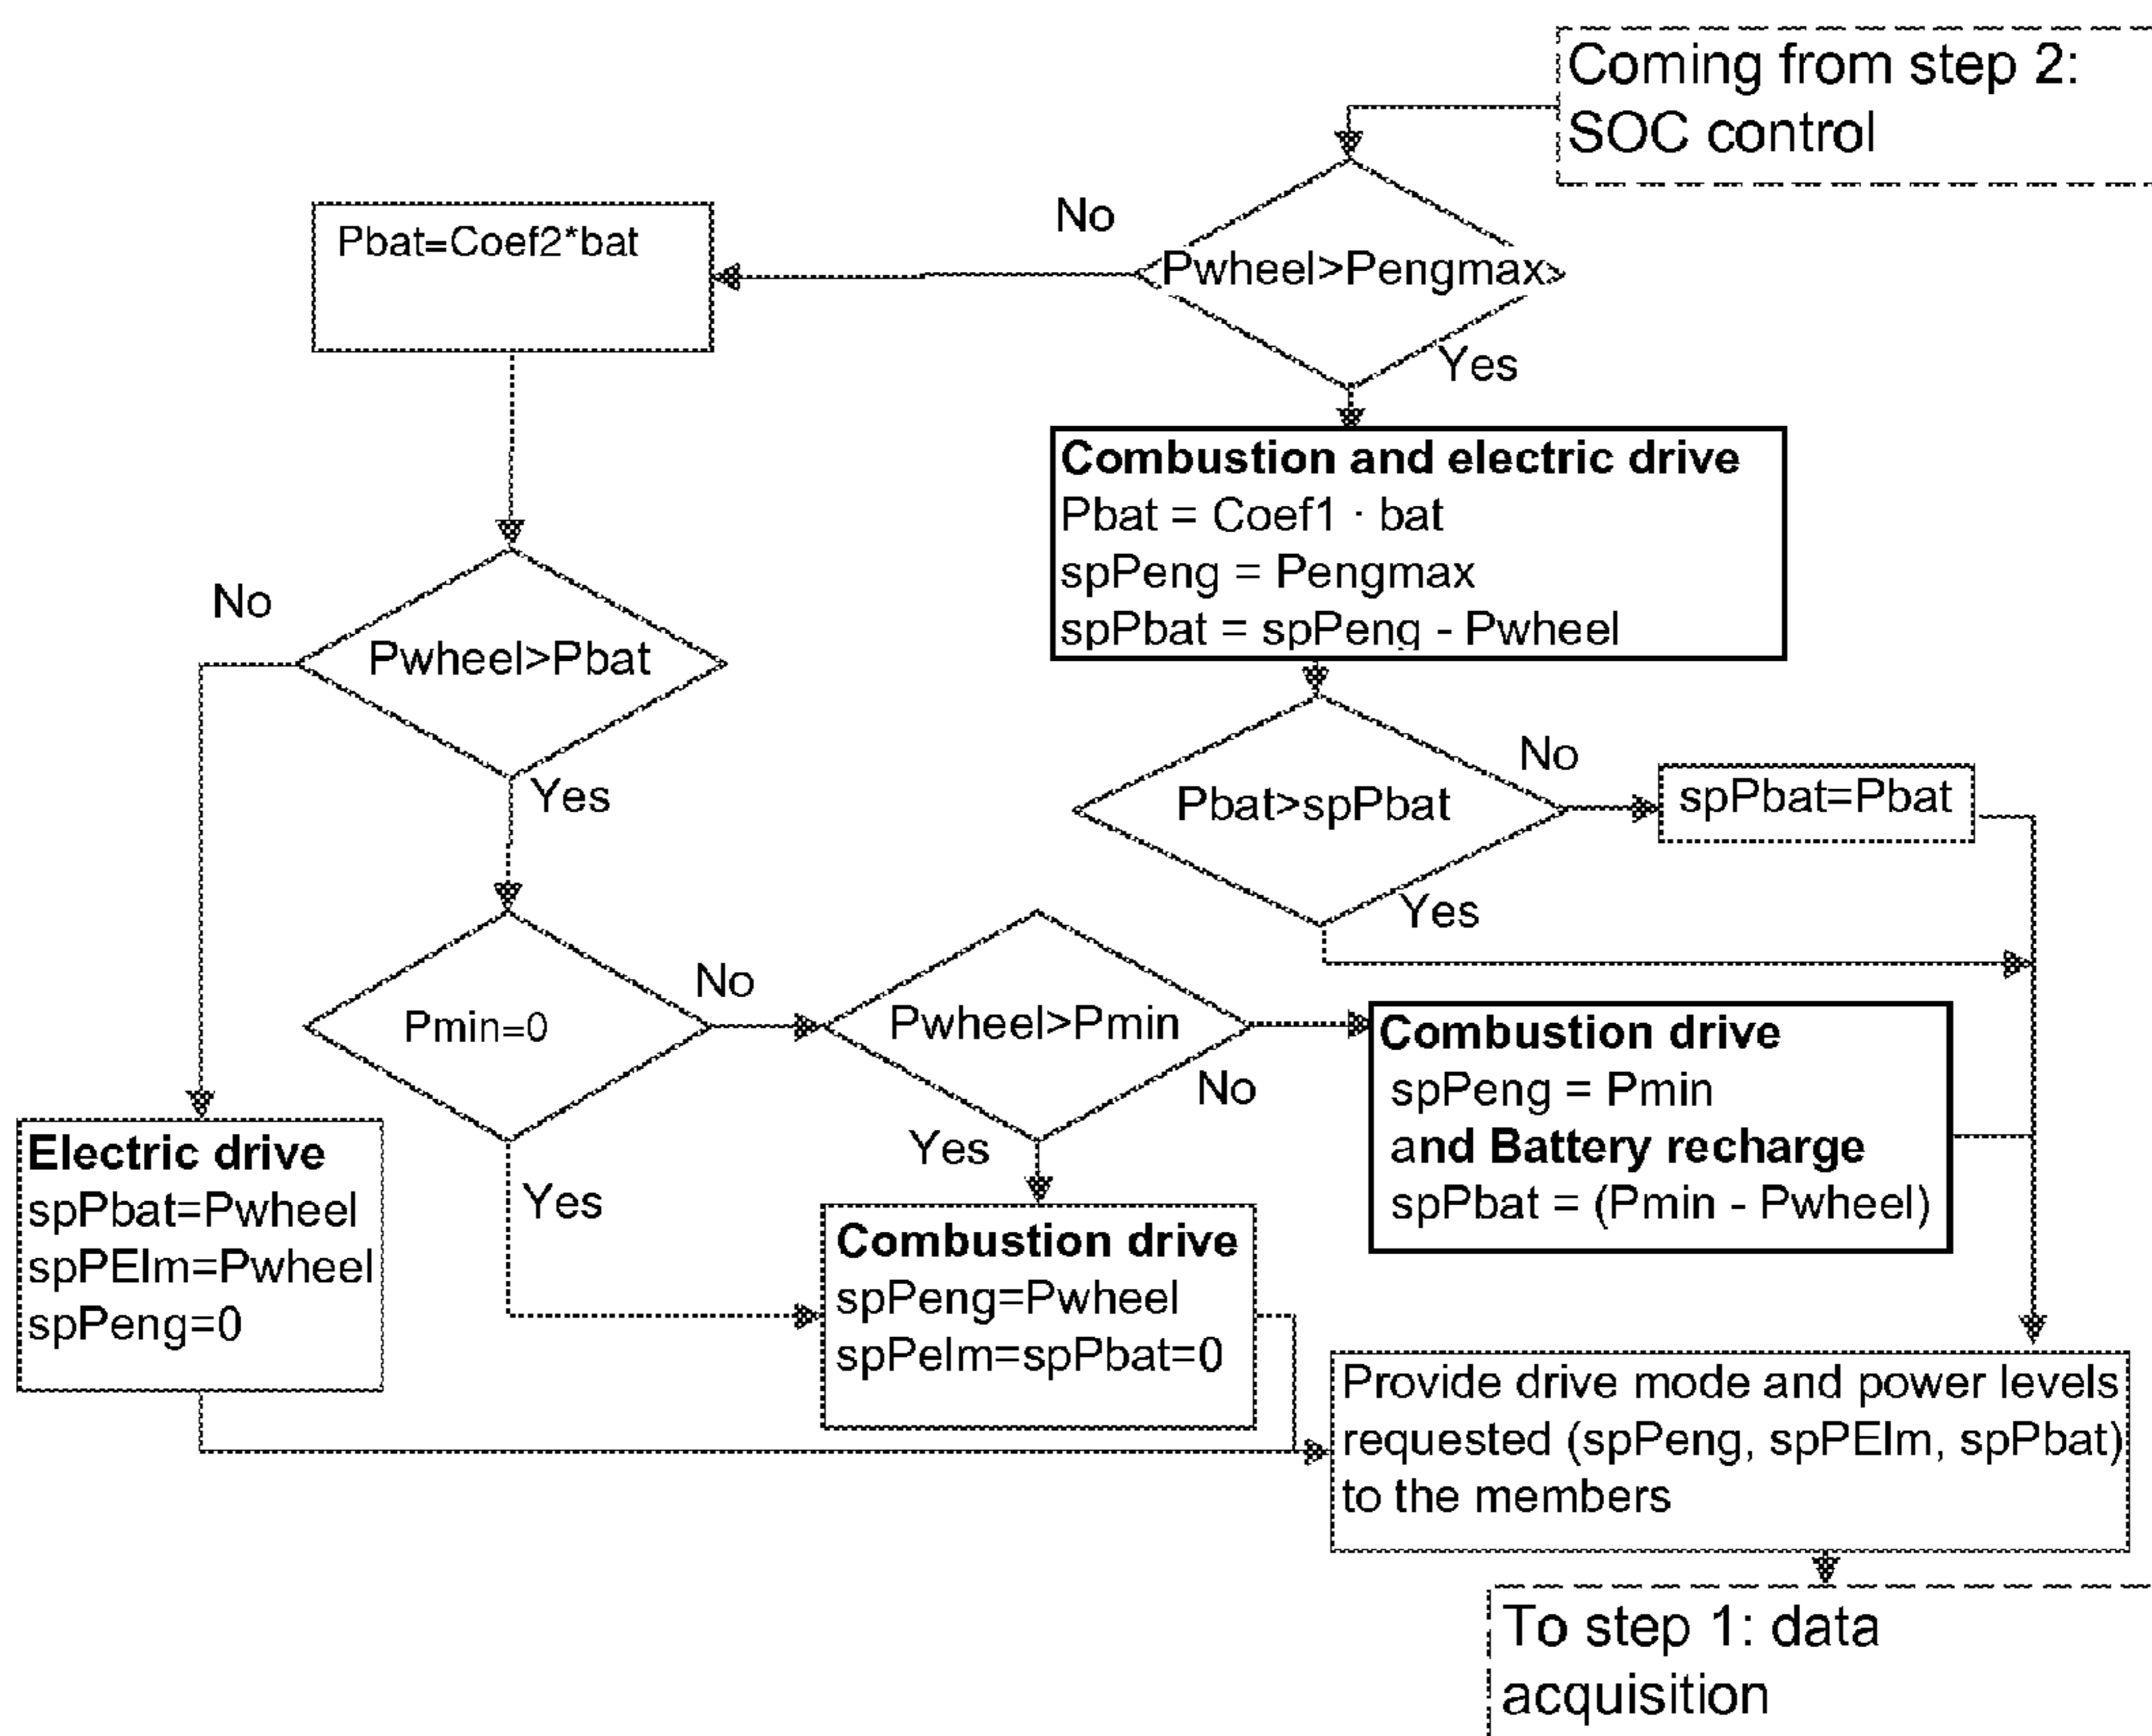 Coming from step 2:
SOC control
No
Pbat=Coef2*bat
Pwheel>Pengmax
Yes
Combustion and electric drive
Pbat = Coef1 · bat
spPeng = Pengmax
spPbat = spPeng - Pwheel
No
Pwheel>Pbat
Yes
No
Pbat>spPbat
spPbat=Pbat
Yes
No
Pmin=0
Pwheel>Pmin
No
Yes
Yes
Combustion drive
spPeng = Pmin
and Battery recharge
spPbat = (Pmin - Pwheel)
Electric drive
spPbat=Pwheel
spPElm=Pwheel
spPeng=0
Combustion drive
spPeng=Pwheel
spPelm=spPbat=0
Provide drive mode and power levels
requested (spPeng, spPElm, spPbat)
to the members
To step 1: data
acquisition